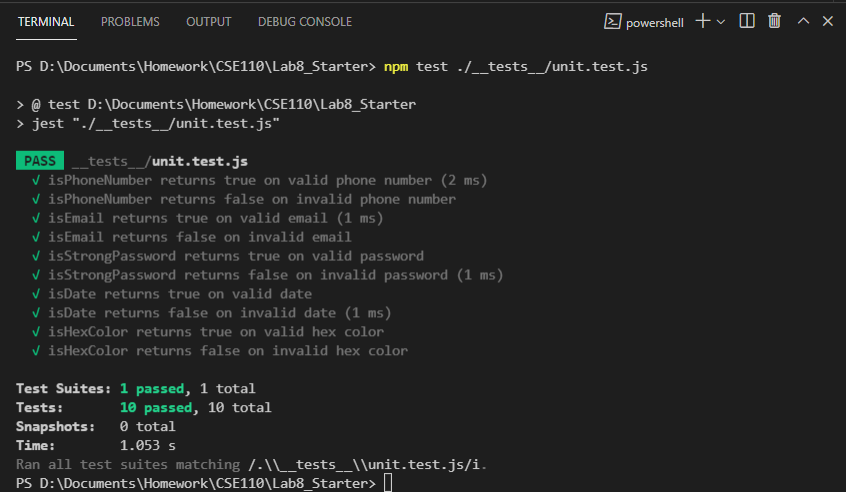 TERMINAL PROBLEMS OUTPUT DEBUG CONSOLE powershell
PS D:\Documents\Homework\CSE110\Lab8_Starter> npm test ./__tests__/unit.test.js
> @ test D:\Documents\Homework\CSE110\Lab8_Starter
> jest "./__tests__/unit.test.js"
PASS __tests__/unit.test.js
√ isPhoneNumber returns true on valid phone number (2 ms)
√ isPhoneNumber returns false on invalid phone number
√ isEmail returns true on valid email (1 ms)
√ isEmail returns false on invalid email
√ isStrongPassword returns true on valid password
√ isStrongPassword returns false on invalid password (1 ms)
√ isDate returns true on valid date
√ isDate returns false on invalid date (1 ms)
√ isHexColor returns true on valid hex color
√ isHexColor returns false on invalid hex color
Test Suites: 1 passed, 1 total
Tests: 10 passed, 10 total
Snapshots: 0 total
Time: 1.053 s
Ran all test suites matching /.\\__tests__\\unit.test.js/i.
PS D:\Documents\Homework\CSE110\Lab8_Starter>